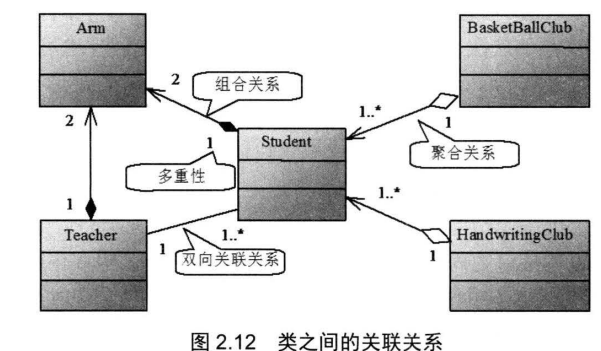 Arm
BasketBallClub
2
组合关系
1..*
1
2
1
Student
聚合关系
多重性
1..*
1
Teacher
1
1..*
双向关联关系
HandwritingClub
1
图 2.12 类之间的关联关系